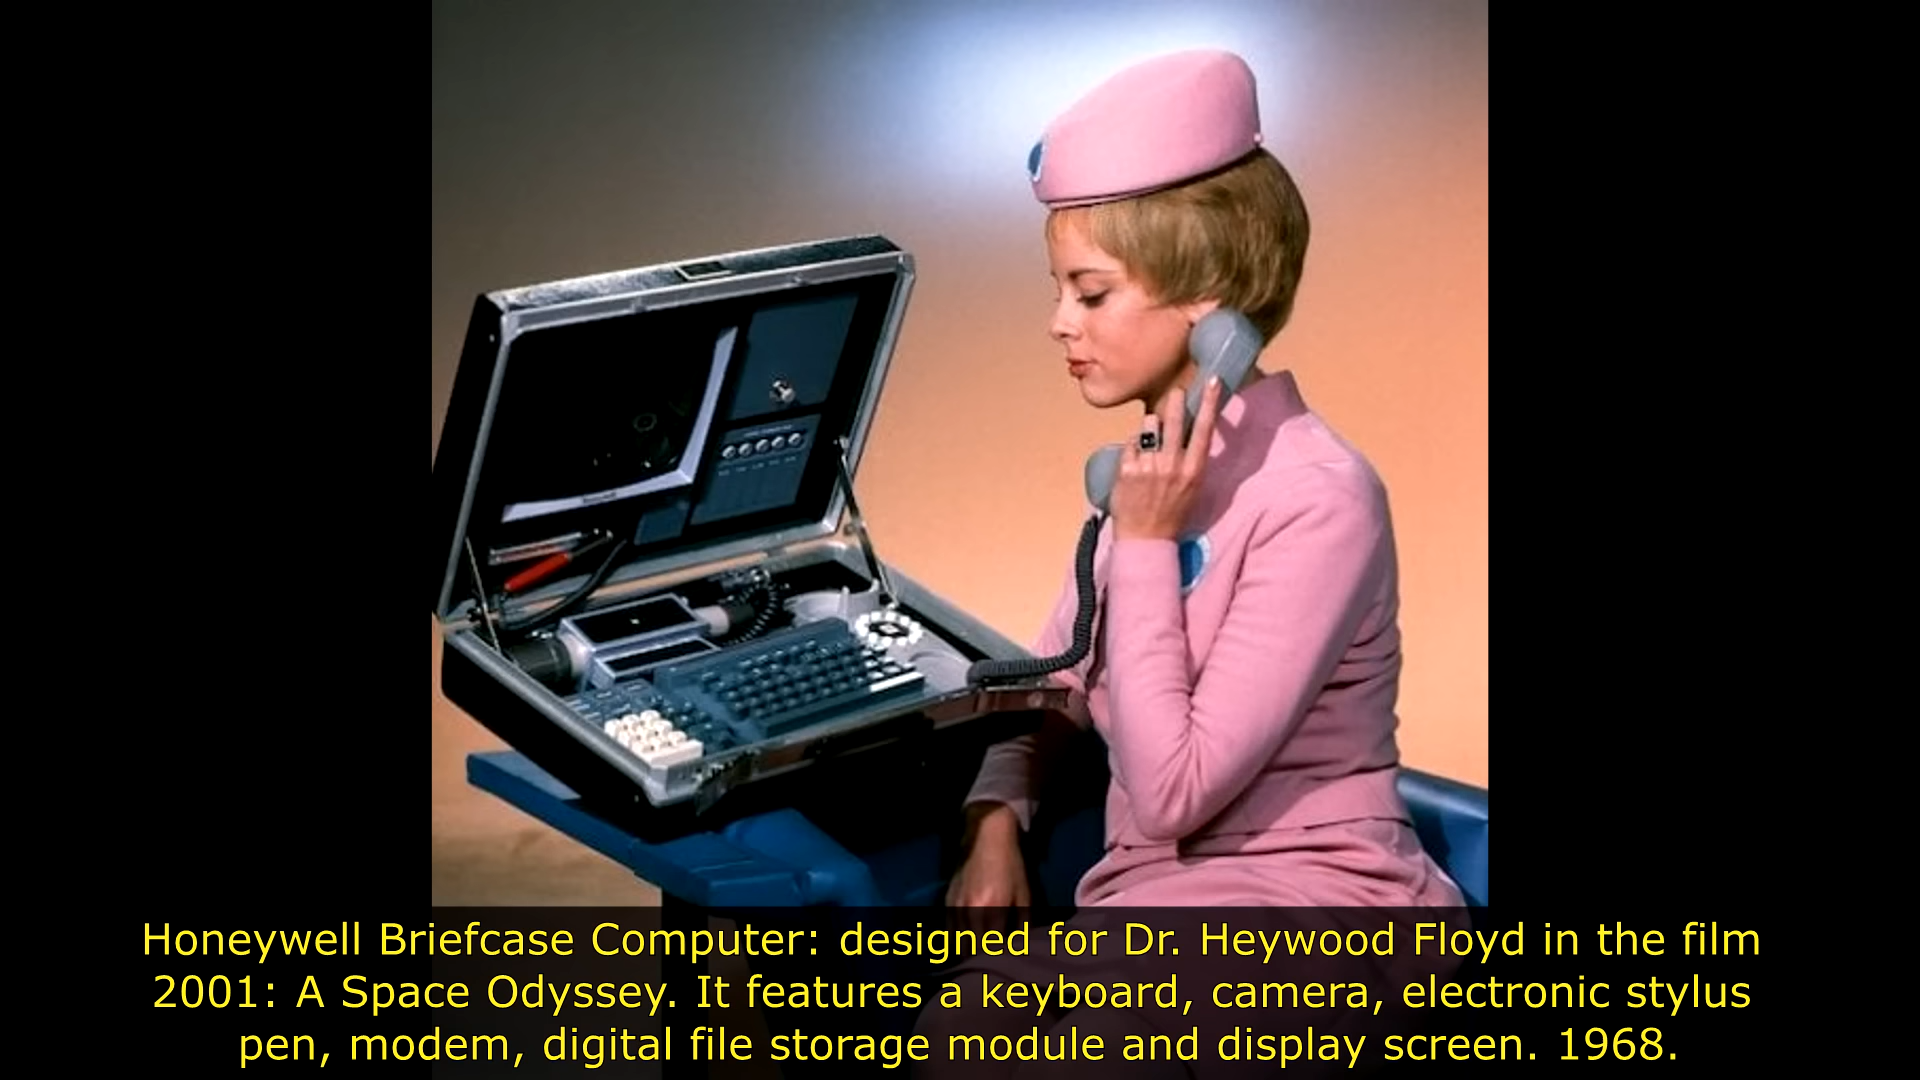 Honeywell Briefcase Computer: designed for Dr. Heywood Floyd in the film
2001: A Space Odyssey. It features a keyboard, camera, electronic stylus
pen, modem, digital file storage module and display screen. 1968.